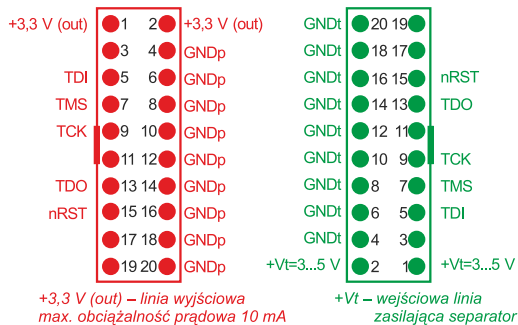 +3,3 V (out) 1 2 +3,3 V (out) GNDt 20 19
3 4 GNDp GNDt 18 17
TDI 5 6 GNDp GNDt 16 15 nRST
TMS 7 8 GNDp GNDt 14 13 TDO
TCK 9 10 GNDp GNDt 12 11
11 12 GNDp GNDt 10 9 TCK
TDO 13 14 GNDp GNDt 8 7 TMS
nRST 15 16 GNDp GNDt 6 5 TDI
17 18 GNDp GNDt 4 3
19 20 GNDp +Vt=3...5 V 2 1 +Vt=3...5 V
+3,3 V (out) – linia wyjściowa
max. obciążalność prądowa 10 mA
+Vt – wejściowa linia
zasilająca separator